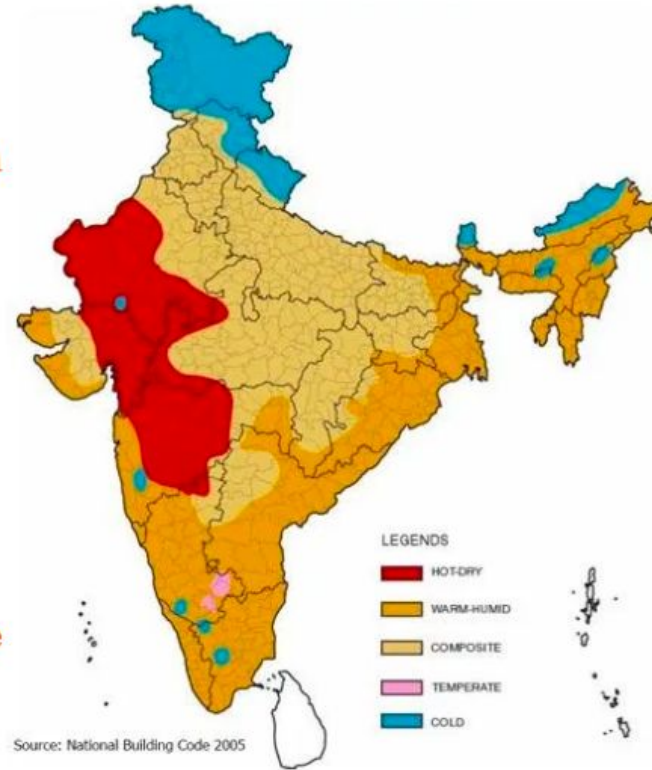 LEGENDS
HOT-DRY
WARM-HUMID
COMPOSITE
TEMPERATE
COLD
Source: National Building Code 2005